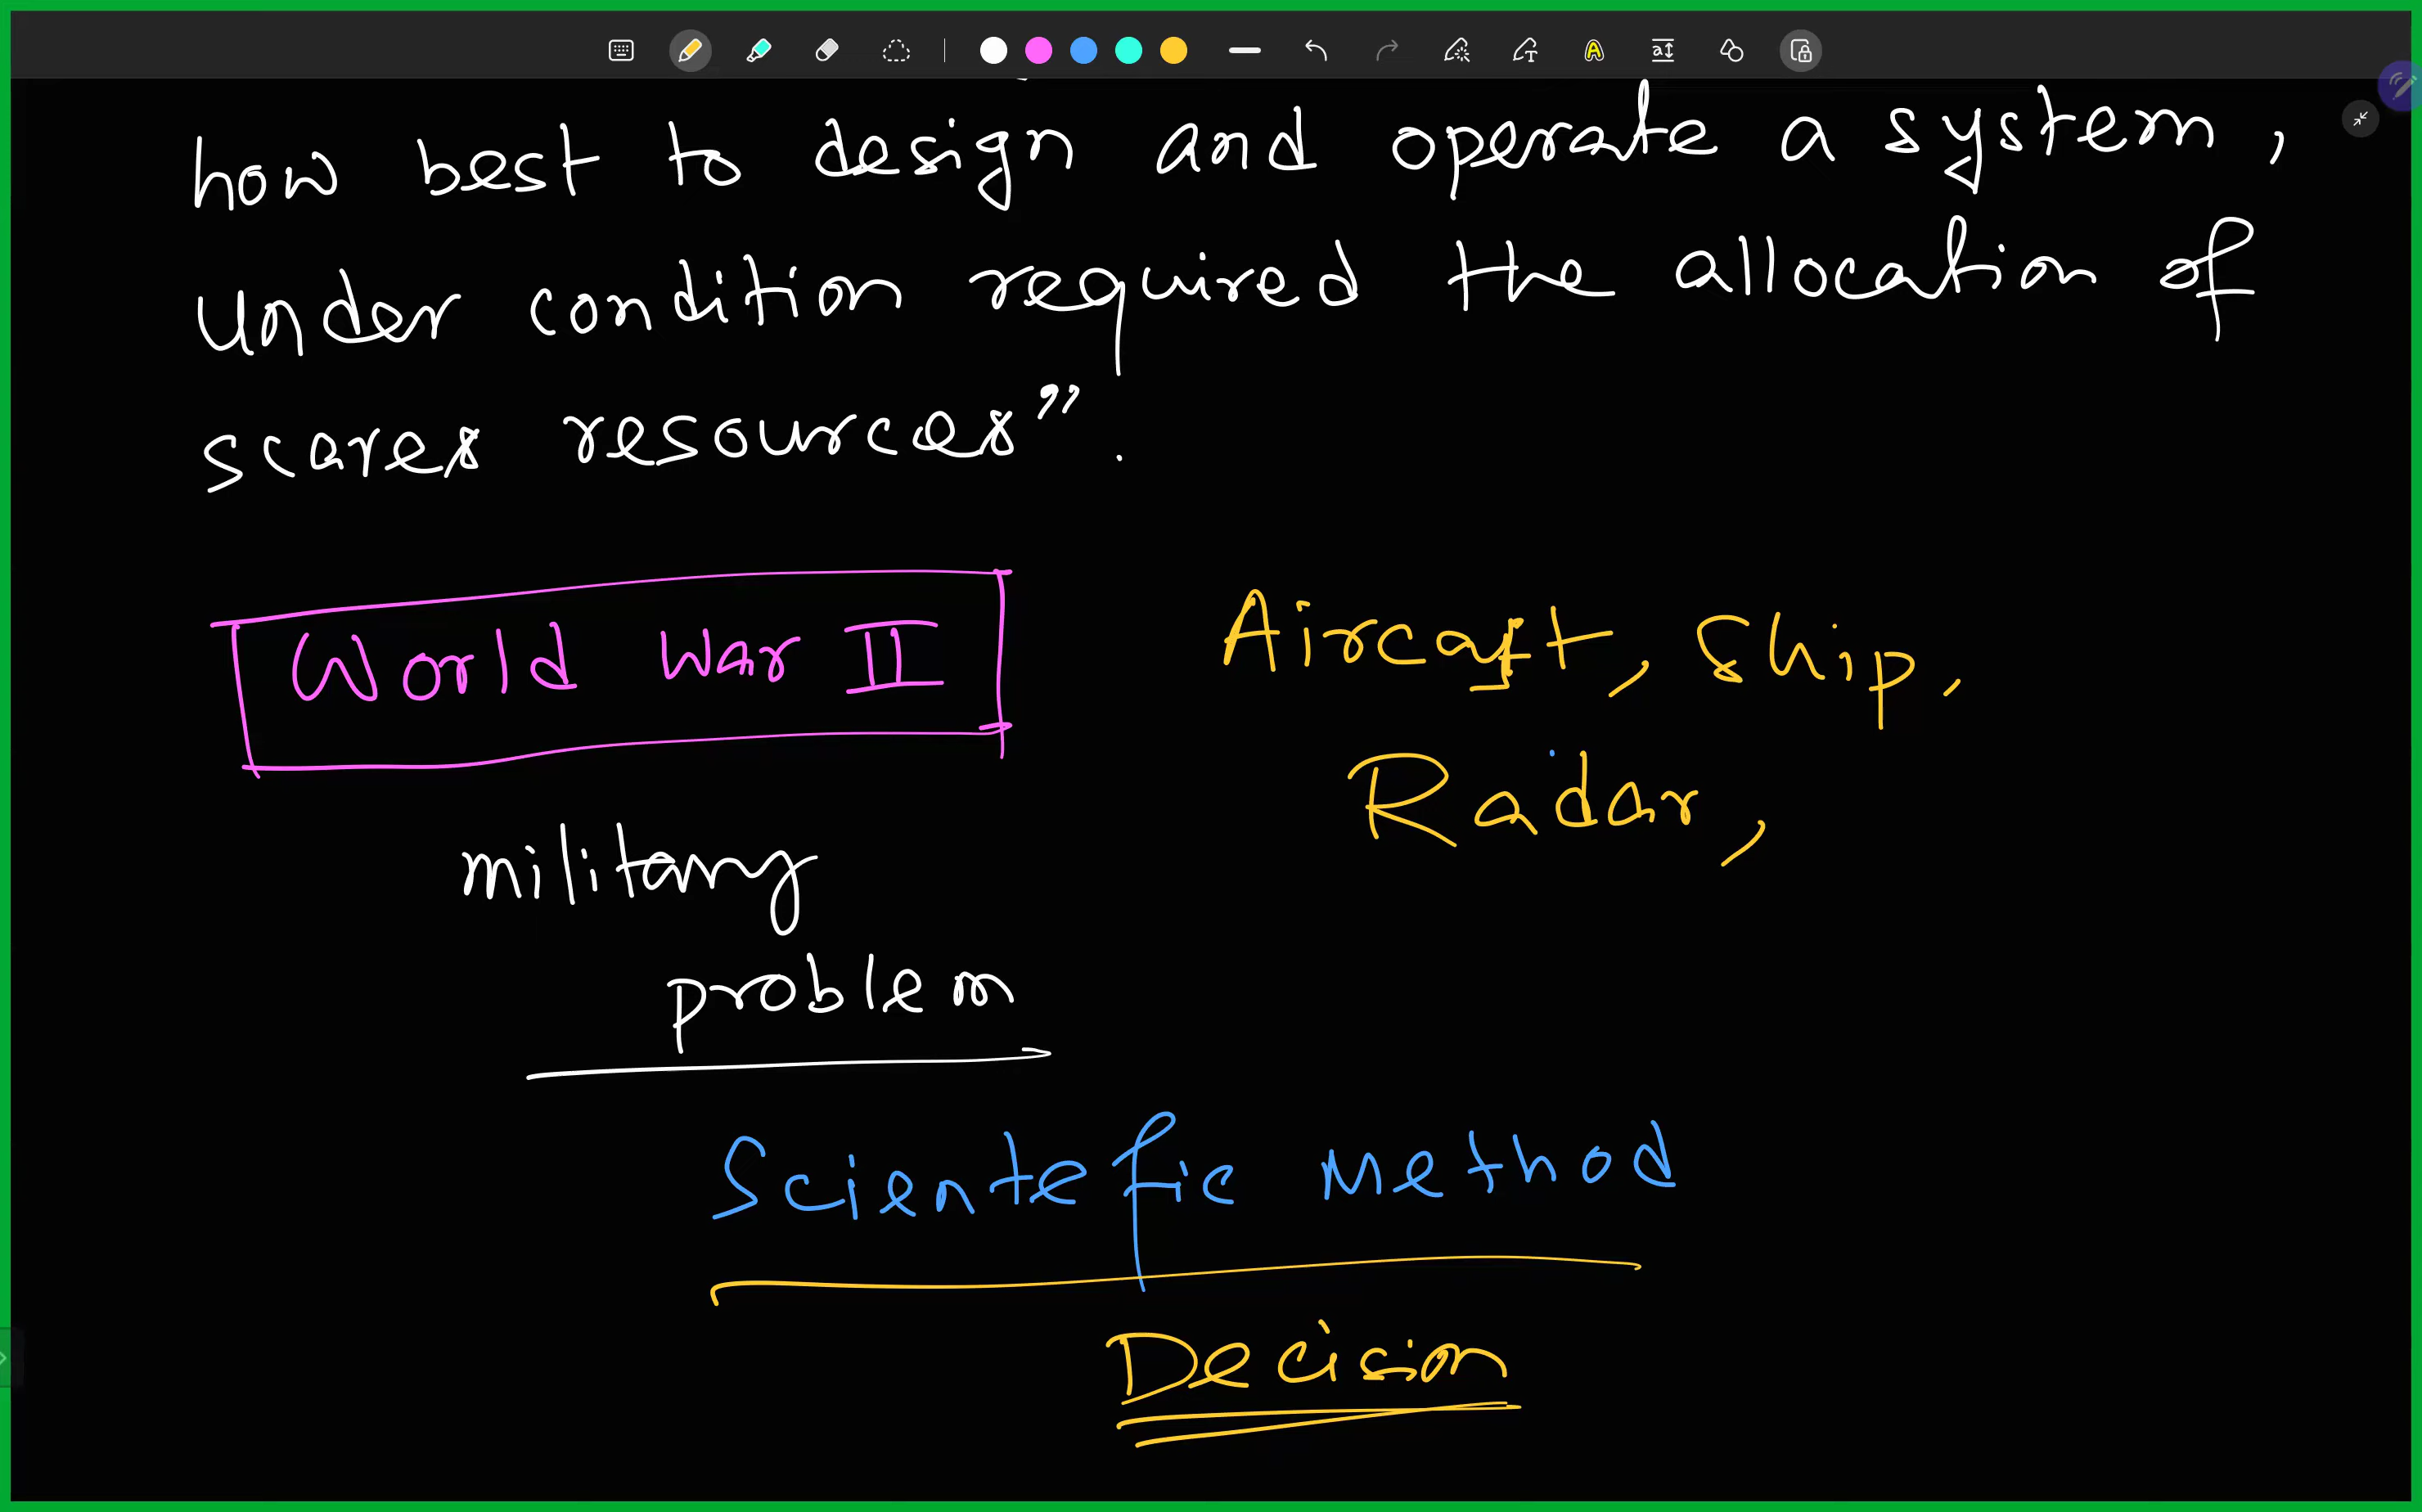 how best to design and operate a system,
under condition required the allocation of
scares resources".
World War II
Aircaft, Ship,
Radar,
military
problem
Scientefic Method
Decision